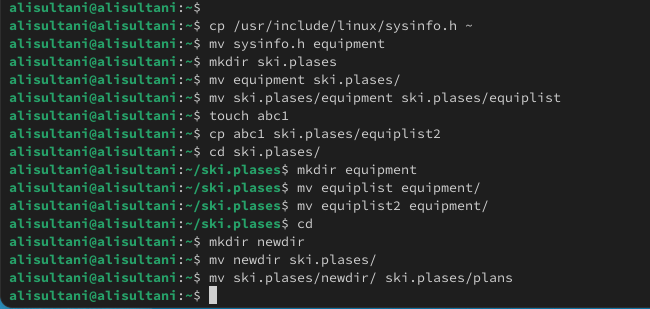 alisultani@alisultani:~$
alisultani@alisultani:~$ cp /usr/include/linux/sysinfo.h ~
alisultani@alisultani:~$ mv sysinfo.h equipment
alisultani@alisultani:~$ mkdir ski.plases
alisultani@alisultani:~$ mv equipment ski.plases/
alisultani@alisultani:~$ mv ski.plases/equipment ski.plases/equiplist
alisultani@alisultani:~$ touch abc1
alisultani@alisultani:~$ cp abc1 ski.plases/equiplist2
alisultani@alisultani:~$ cd ski.plases/
alisultani@alisultani:~/ski.plases$ mkdir equipment
alisultani@alisultani:~/ski.plases$ mv equiplist equipment/
alisultani@alisultani:~/ski.plases$ mv equiplist2 equipment/
alisultani@alisultani:~/ski.plases$ cd
alisultani@alisultani:~$ mkdir newdir
alisultani@alisultani:~$ mv newdir ski.plases/
alisultani@alisultani:~$ mv ski.plases/newdir/ ski.plases/plans
alisultani@alisultani:~$